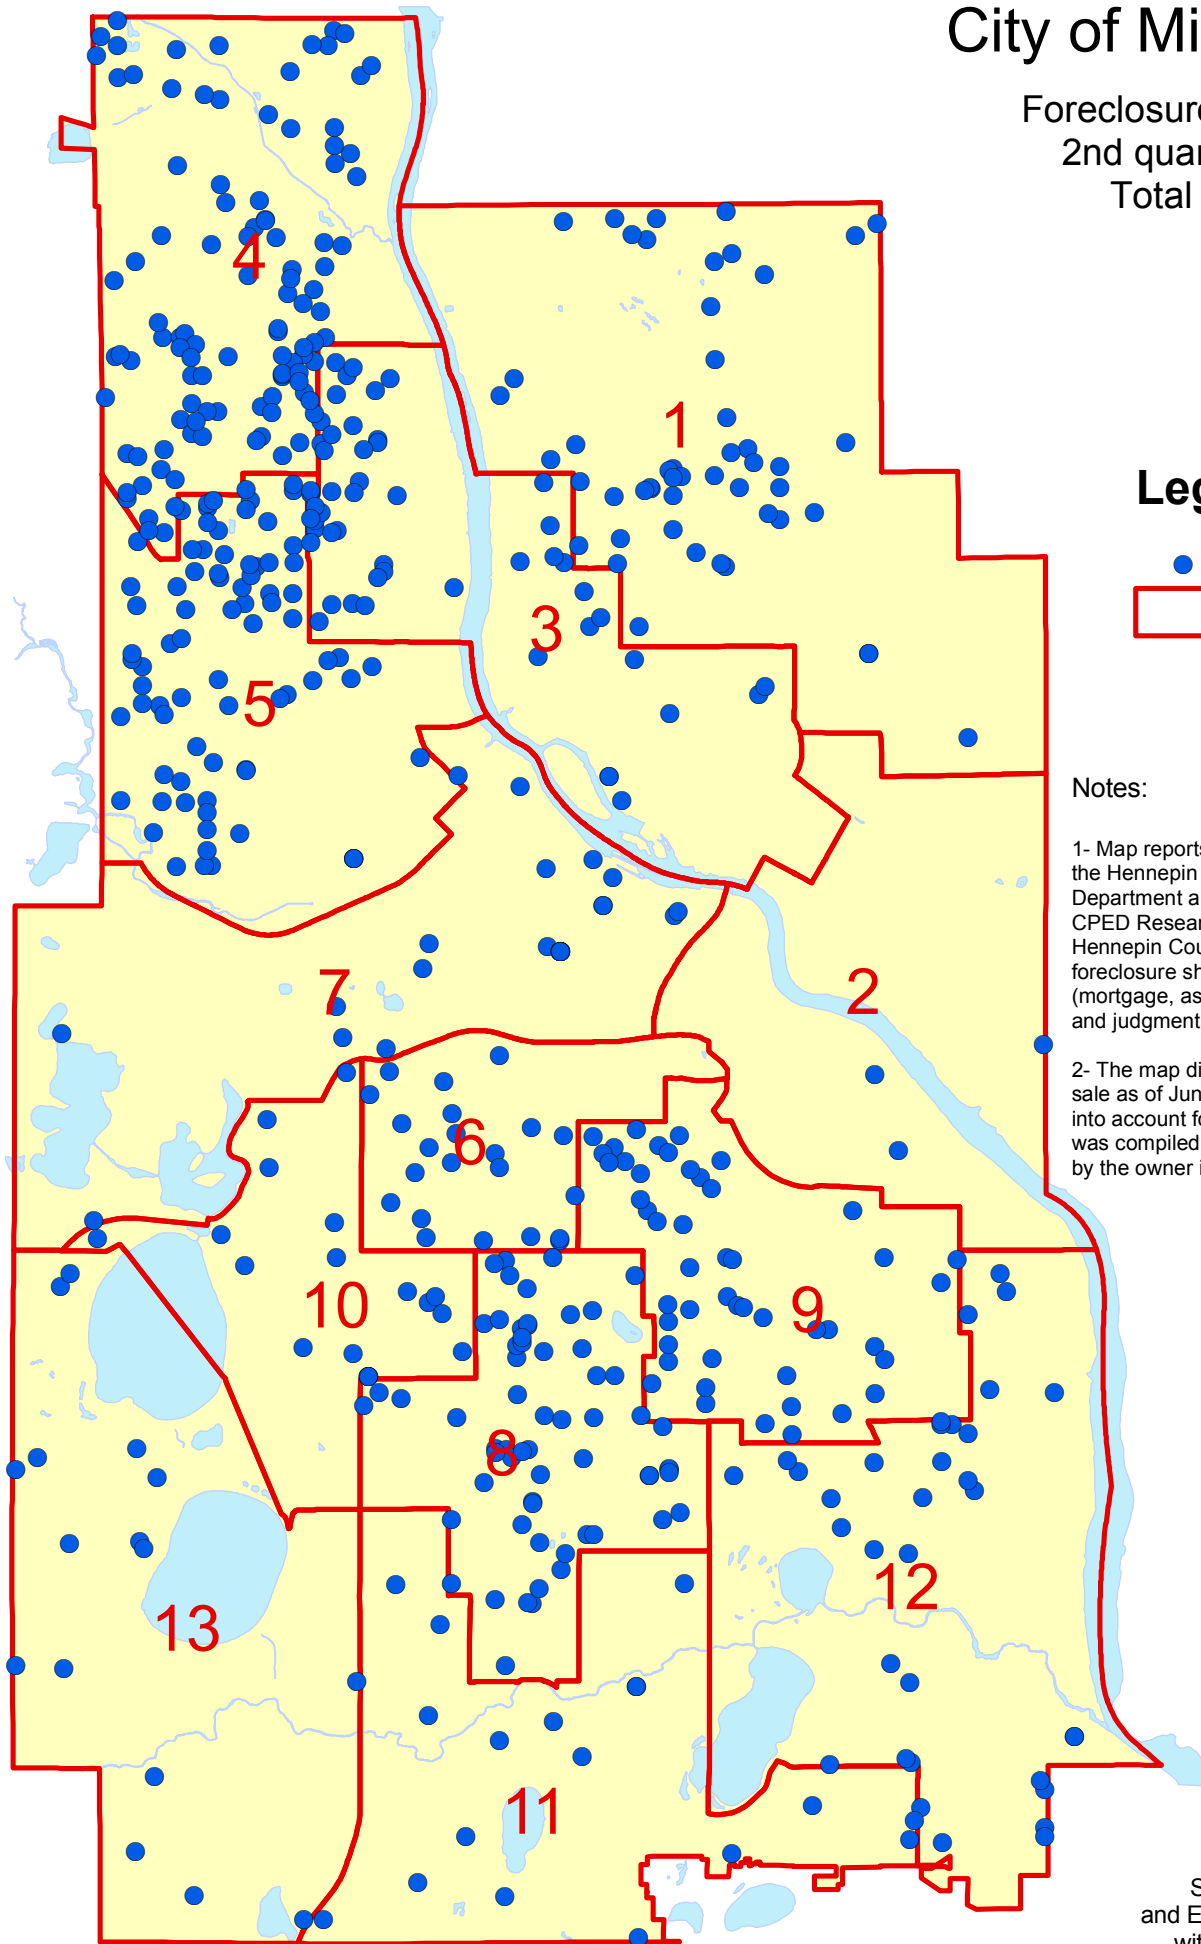 City of Mi
Foreclosure
2nd quar
Total
4
1
Leg
3
5
Notes:
1- Map reports
the Hennepin
Department a
CPED Resear
Hennepin Cou
foreclosure sh
(mortgage, as
and judgment
7
2
2- The map di
sale as of Jun
into account fo
was compiled
by the owner i
6
10
9
8
12
13
11
S
and E
wit